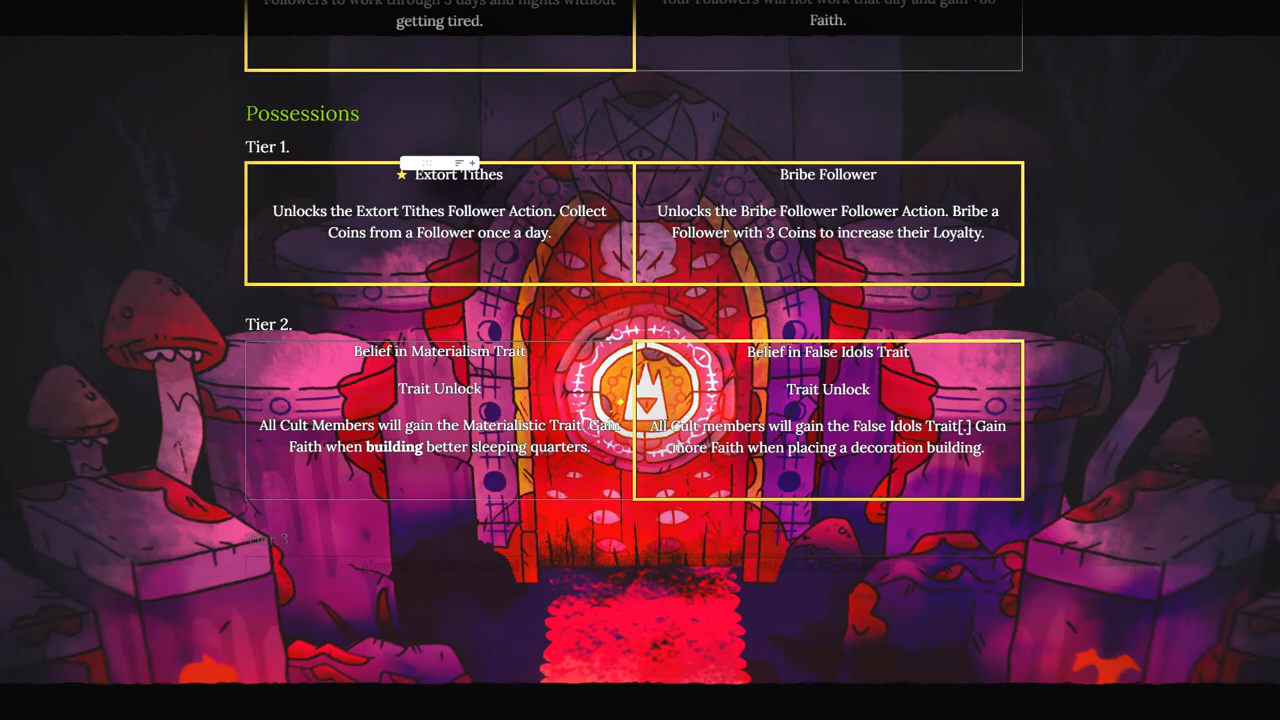 Followers to work through 3 days and nights without
getting tired.
Your Followers will not work that day and gain +80
Faith.
Possessions
Tier 1.
★ Extort Tithes
Unlocks the Extort Tithes Follower Action. Collect
Coins from a Follower once a day.
Bribe Follower
Unlocks the Bribe Follower Follower Action. Bribe a
Follower with 3 Coins to increase their Loyalty.
Tier 2.
Belief in Materialism Trait
Trait Unlock
All Cult Members will gain the Materialistic Trait. Gain
Faith when building better sleeping quarters.
Belief in False Idols Trait
Trait Unlock
All Cult members will gain the False Idols Trait[.] Gain
more Faith when placing a decoration building.
Tier 3